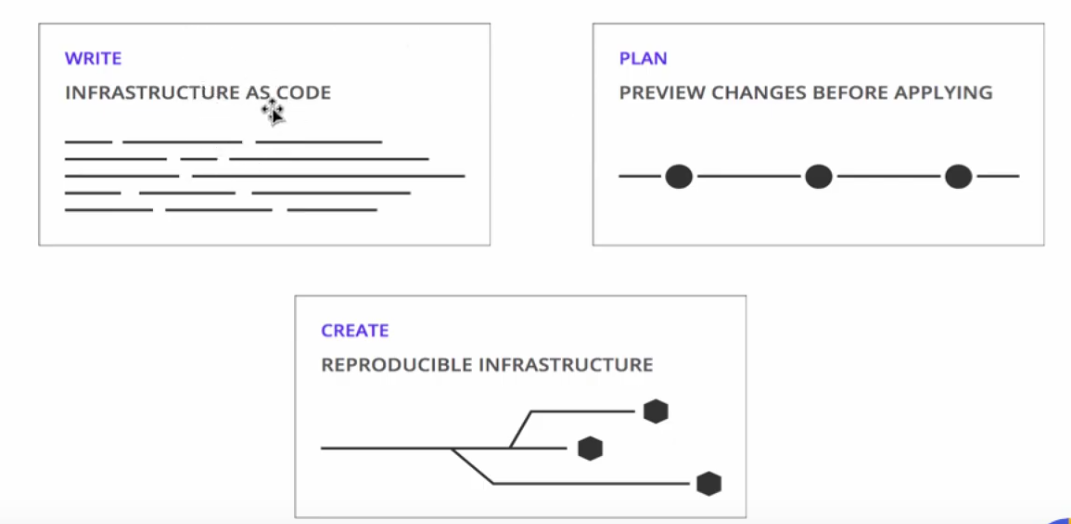 WRITE
INFRASTRUCTURE AS CODE
PLAN
PREVIEW CHANGES BEFORE APPLYING
CREATE
REPRODUCIBLE INFRASTRUCTURE